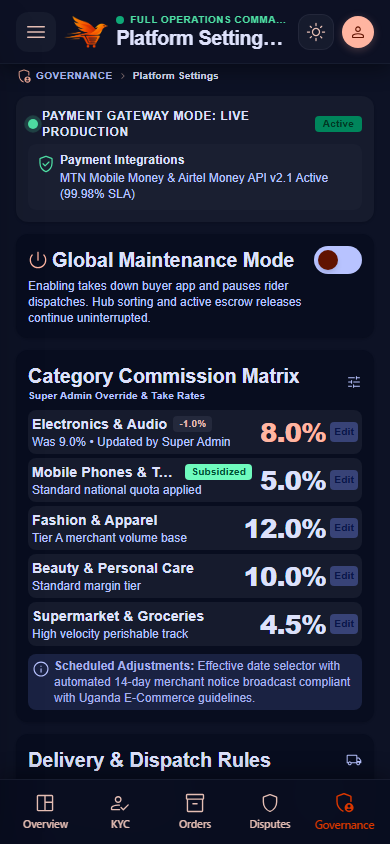 FULL OPERATIONS COMMA...
Platform Setting...
GOVERNANCE > Platform Settings
PAYMENT GATEWAY MODE: LIVE
PRODUCTION
Active
Payment Integrations
MTN Mobile Money & Airtel Money API v2.1 Active
(99.98% SLA)
Global Maintenance Mode
Enabling takes down buyer app and pauses rider
dispatches. Hub sorting and active escrow releases
continue uninterrupted.
Category Commission Matrix
Super Admin Override & Take Rates
Electronics & Audio -1.0%
Was 9.0% • Updated by Super Admin
8.0% Edit
Mobile Phones & T... Subsidized
Standard national quota applied
5.0% Edit
Fashion & Apparel
Tier A merchant volume base
12.0% Edit
Beauty & Personal Care
Standard margin tier
10.0% Edit
Supermarket & Groceries
High velocity perishable track
4.5% Edit
Scheduled Adjustments: Effective date selector with
automated 14-day merchant notice broadcast compliant
with Uganda E-Commerce guidelines.
Delivery & Dispatch Rules
Overview KYC Orders Disputes Governance